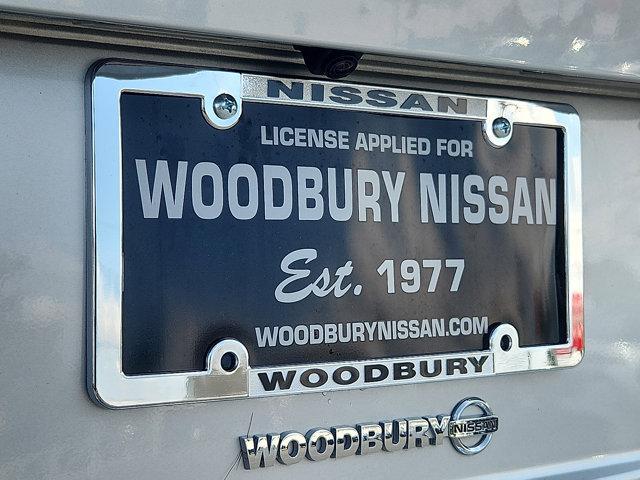 NISSAN
LICENSE APPLIED FOR
WOODBURY NISSAN
Est. 1977
WOODBURYNISSAN.COM
WOODBURY
WOODBURY NISSAN